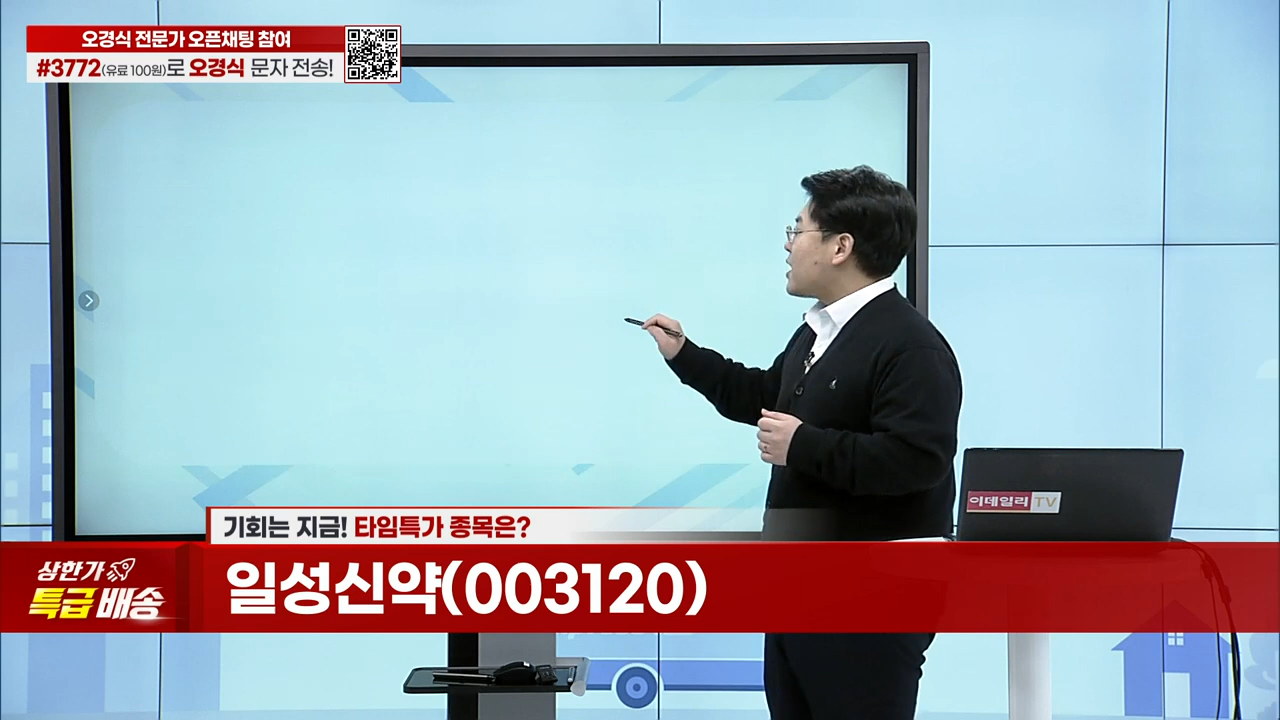 오경식 전문가 오픈채팅 참여
#3772(유료 100원)로 오경식 문자 전송!
이데일리 TV
기회는 지금! 타임특가 종목은?
상한가
특급 배송
일성신약(003120)